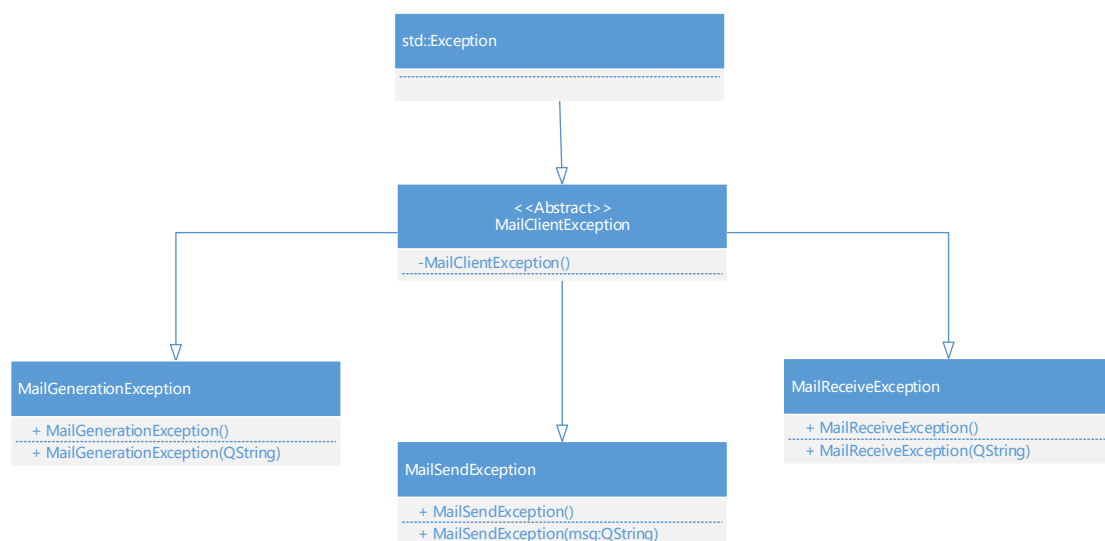 std::Exception
<<Abstract>>
MailClientException
-MailClientException()
MailGenerationException
+ MailGenerationException()
+ MailGenerationException(QString)
MailSendException
+ MailSendException()
+ MailSendException(msg:QString)
MailReceiveException
+ MailReceiveException()
+ MailReceiveException(QString)